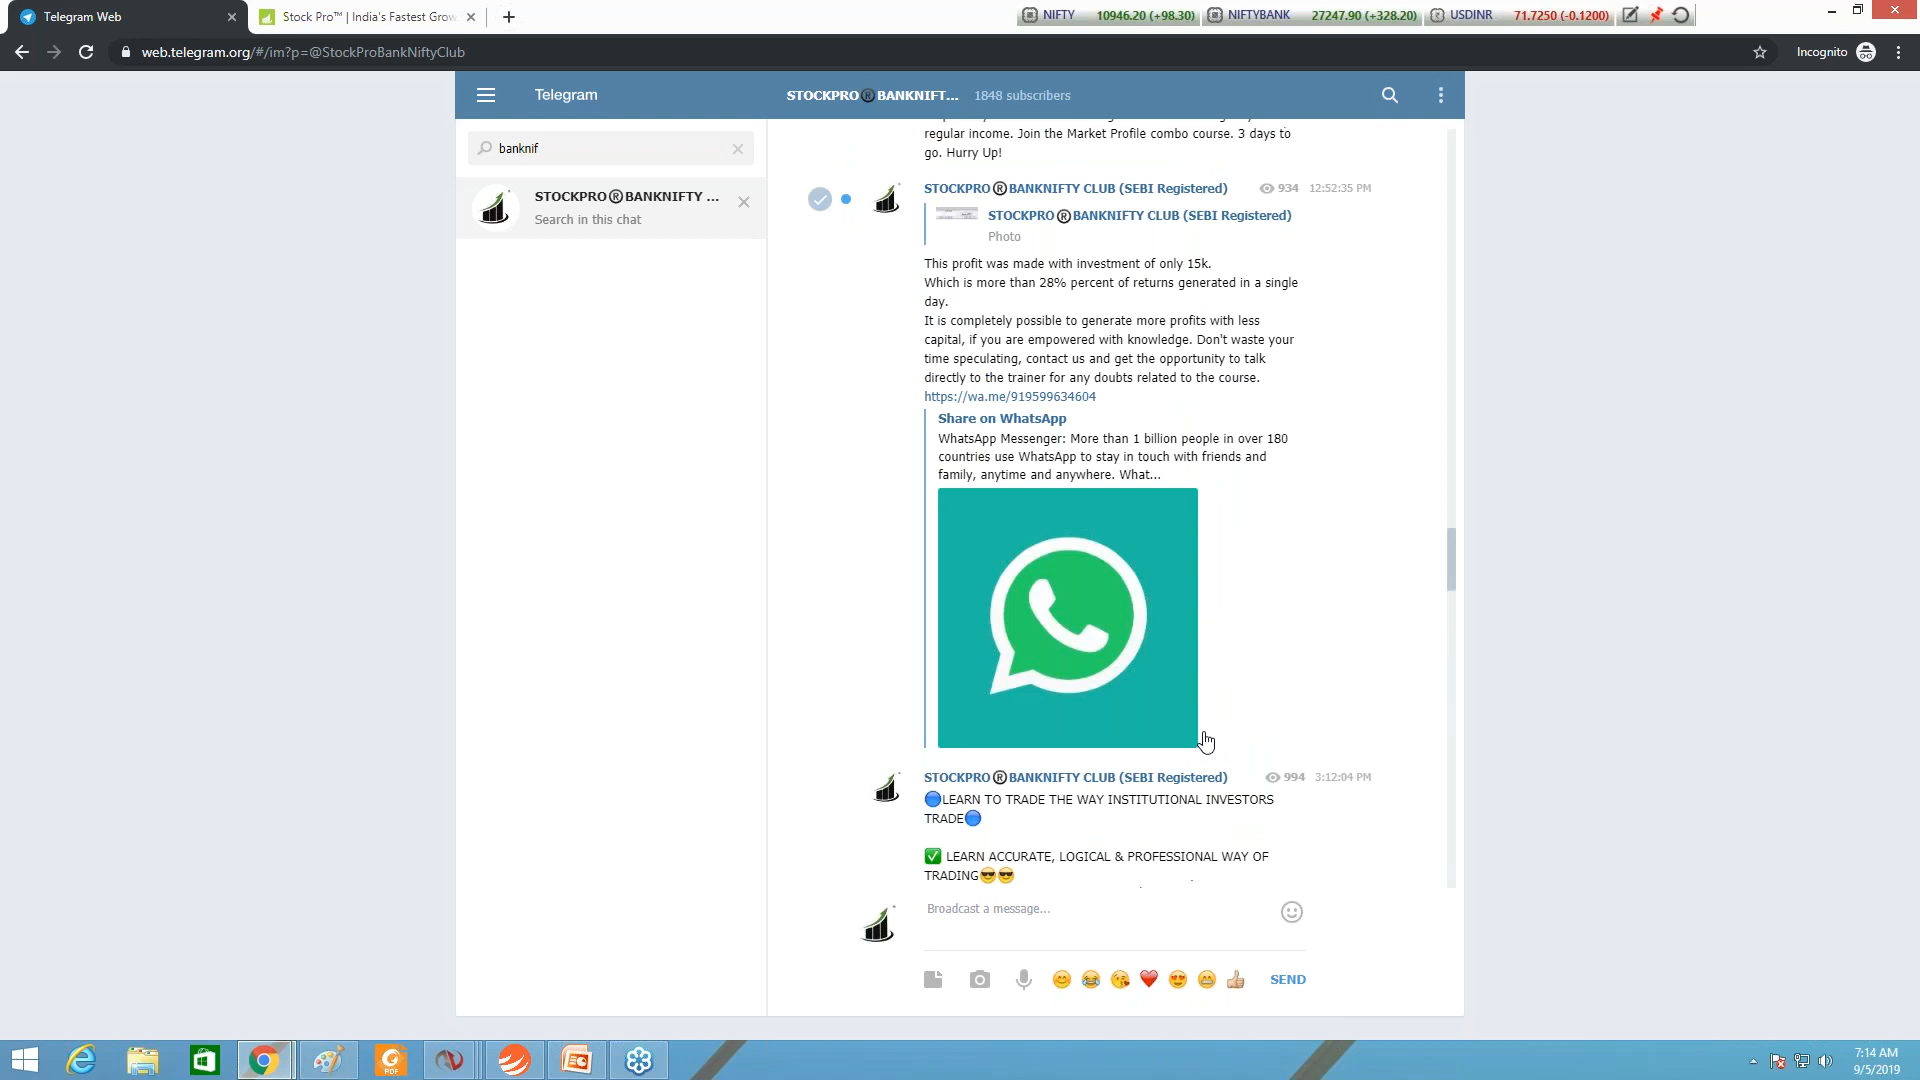 Telegram Web
Stock Pro™ | India's Fastest Grow
NIFTY 10946.20 (+98.30) NIFTYBANK 27247.90 (+328.20) USDINR 71.7250 (-0.1200)
web.telegram.org/#/im?p=@StockProBankNiftyClub
Incognito
Telegram
STOCKPRO®BANKNIFT... 1848 subscribers
banknif
STOCKPRO®BANKNIFTY ...
Search in this chat
regular income. Join the Market Profile combo course. 3 days to
go. Hurry Up!
STOCKPRO®BANKNIFTY CLUB (SEBI Registered) 934 12:52:35 PM
STOCKPRO®BANKNIFTY CLUB (SEBI Registered)
Photo
This profit was made with investment of only 15k.
Which is more than 28% percent of returns generated in a single
day.
It is completely possible to generate more profits with less
capital, if you are empowered with knowledge. Don't waste your
time speculating, contact us and get the opportunity to talk
directly to the trainer for any doubts related to the course.
https://wa.me/919599634604
Share on WhatsApp
WhatsApp Messenger: More than 1 billion people in over 180
countries use WhatsApp to stay in touch with friends and
family, anytime and anywhere. What...
STOCKPRO®BANKNIFTY CLUB (SEBI Registered) 994 3:12:04 PM
🔵LEARN TO TRADE THE WAY INSTITUTIONAL INVESTORS
TRADE🔵
✅ LEARN ACCURATE, LOGICAL & PROFESSIONAL WAY OF
TRADING😎😎
Broadcast a message...
SEND
PDF
7:14 AM
9/5/2019